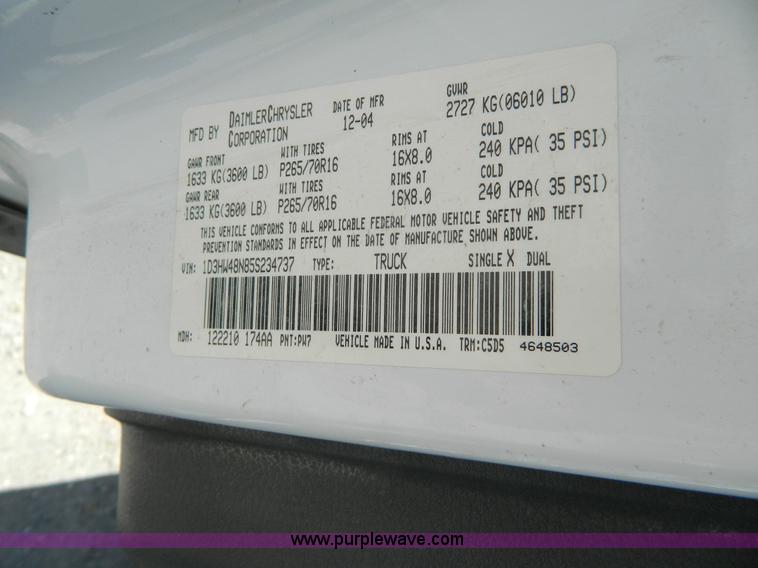 MFD BY DAIMLERCHRYSLER CORPORATION DATE OF MFR 12-04 GVWR 2727 KG(06010 LB)
GAWR FRONT WITH TIRES RIMS AT COLD
1633 KG(3600 LB) P265/70R16 16X8.0 240 KPA( 35 PSI)
GAWR REAR WITH TIRES RIMS AT COLD
1633 KG(3600 LB) P265/70R16 16X8.0 240 KPA( 35 PSI)
THIS VEHICLE CONFORMS TO ALL APPLICABLE FEDERAL MOTOR VEHICLE SAFETY AND THEFT
PREVENTION STANDARDS IN EFFECT ON THE DATE OF MANUFACTURE SHOWN ABOVE.
VIN: 1D3HW48N85S234737 TYPE: TRUCK SINGLE X DUAL
MDH: 122210 174AA PNT:PW7 VEHICLE MADE IN U.S.A. TRM:C5D5 4648503
www.purplewave.com